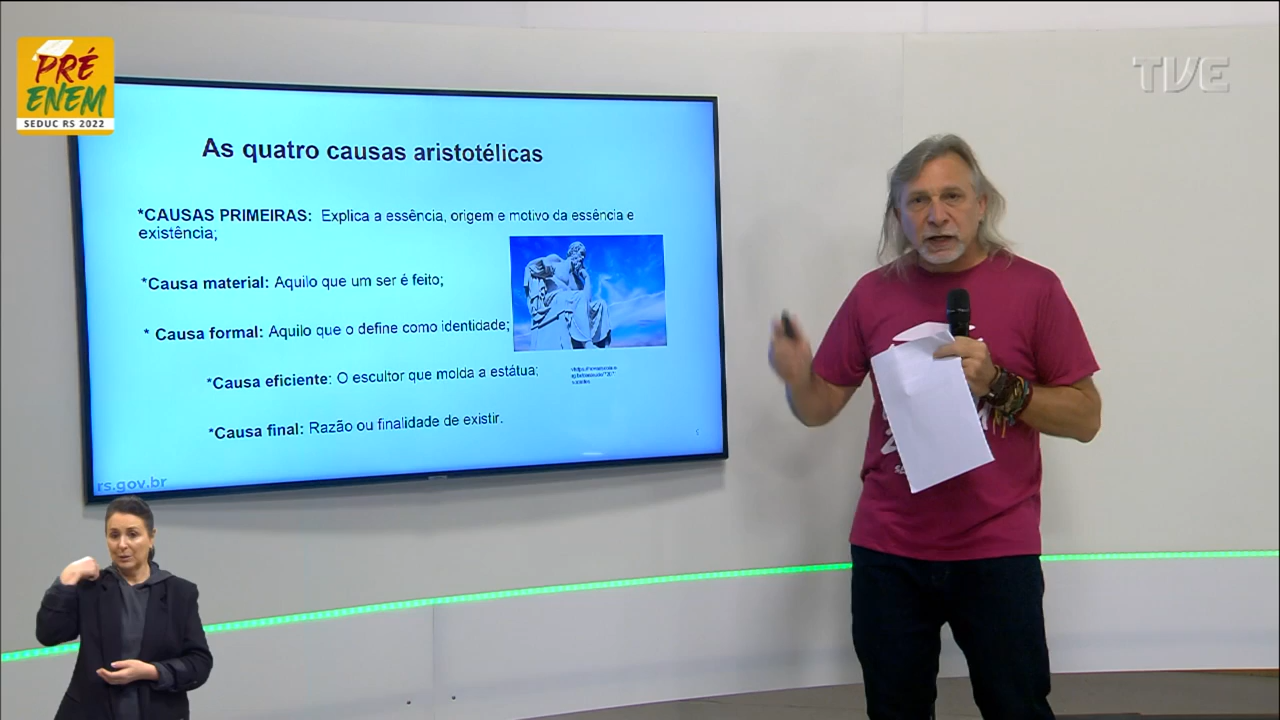 PRÉ
ENEM
SEDUC RS 2022
TVE
As quatro causas aristotélicas
*CAUSAS PRIMEIRAS: Explica a essência, origem e motivo da essência e
existência;
*Causa material: Aquilo que um ser é feito;
* Causa formal: Aquilo que o define como identidade;
*Causa eficiente: O escultor que molda a estátua;
*Causa final: Razão ou finalidade de existir.
rs.gov.br